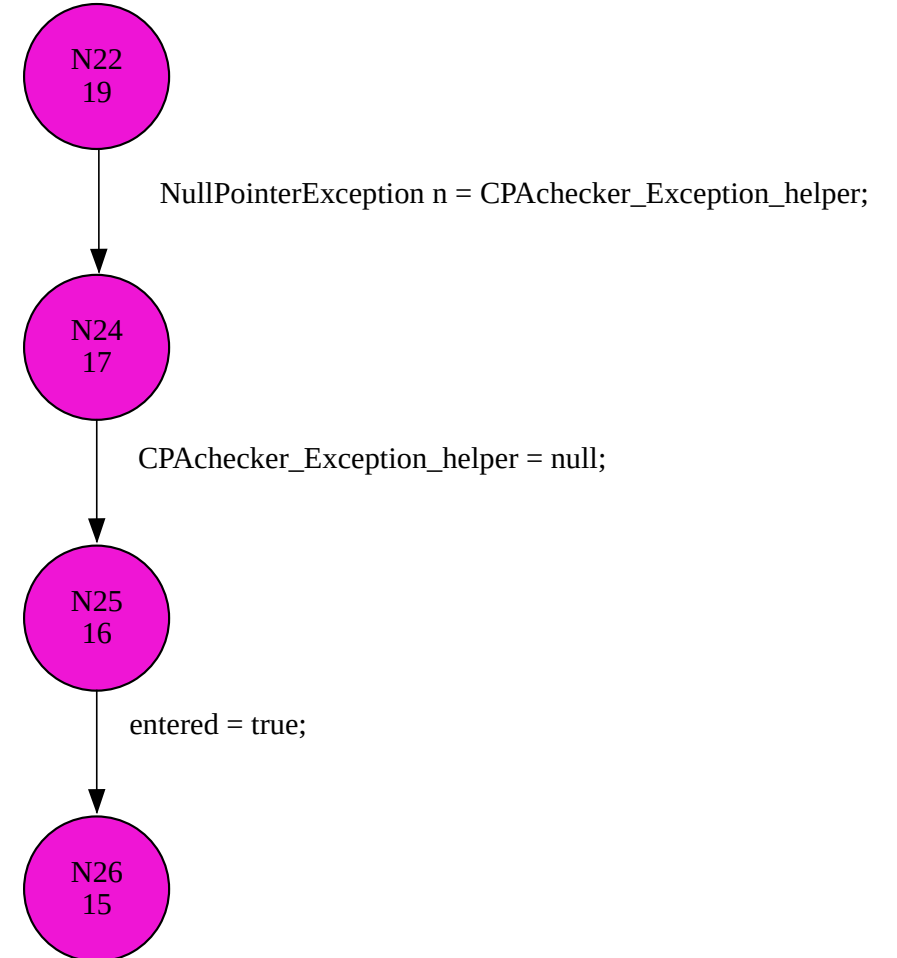 N22
19
NullPointerException n = CPAchecker_Exception_helper;
N24
17
CPAchecker_Exception_helper = null;
N25
16
entered = true;
N26
15